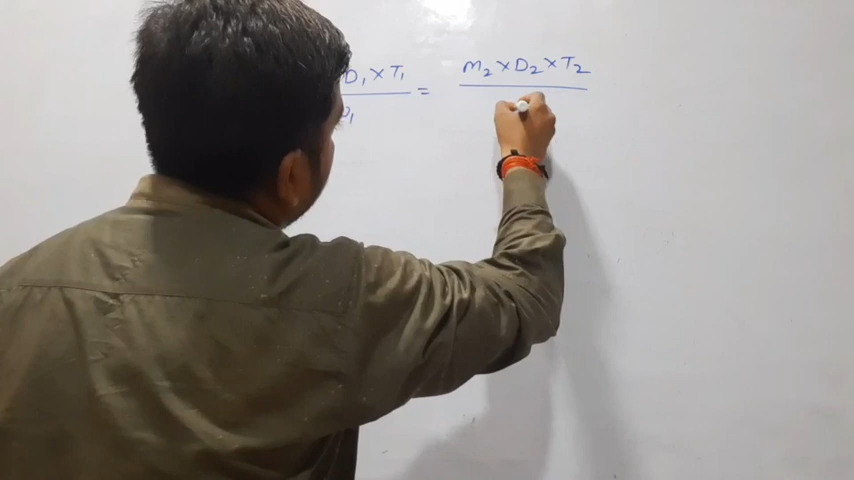 D₁×T₁ = m₂×D₂×T₂